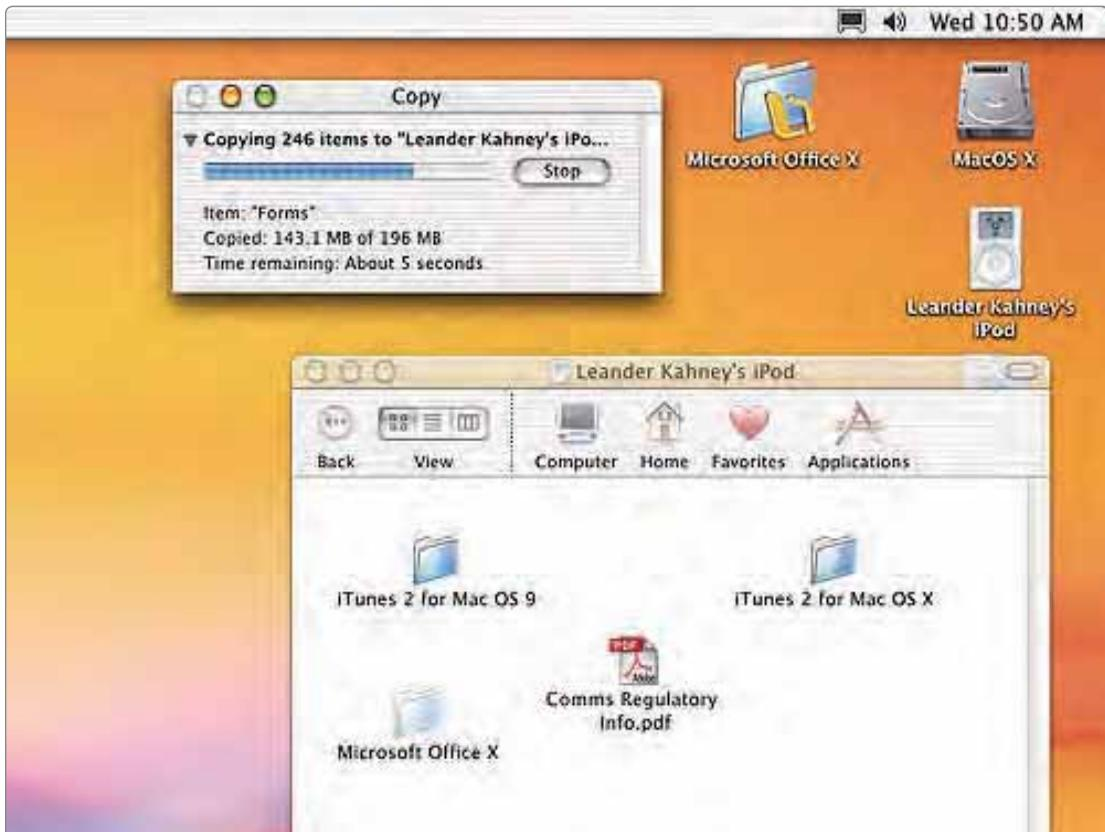 Wed 10:50 AM
Copy
Copying 246 items to "Leander Kahney's iPo...
Stop
Item: "Forms"
Copied: 143.1 MB of 196 MB
Time remaining: About 5 seconds
Microsoft Office X
MacOS X
Leander Kahney's
iPod
Leander Kahney's iPod
Back
View
Computer
Home
Favorites
Applications
iTunes 2 for Mac OS 9
iTunes 2 for Mac OS X
PDF
Adobe
Comms Regulatory
Info.pdf
Microsoft Office X